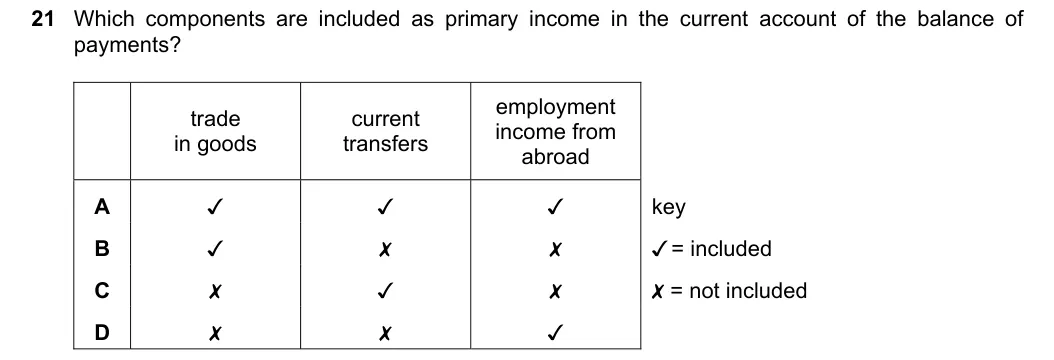 21 Which components are included as primary income in the current account of the balance of
payments?
trade
in goods
current
transfers
employment
income from
abroad
A ✓ ✓ ✓ key
B ✓ ✗ ✗ ✓ = included
C ✗ ✓ ✗ ✗ = not included
D ✗ ✗ ✓